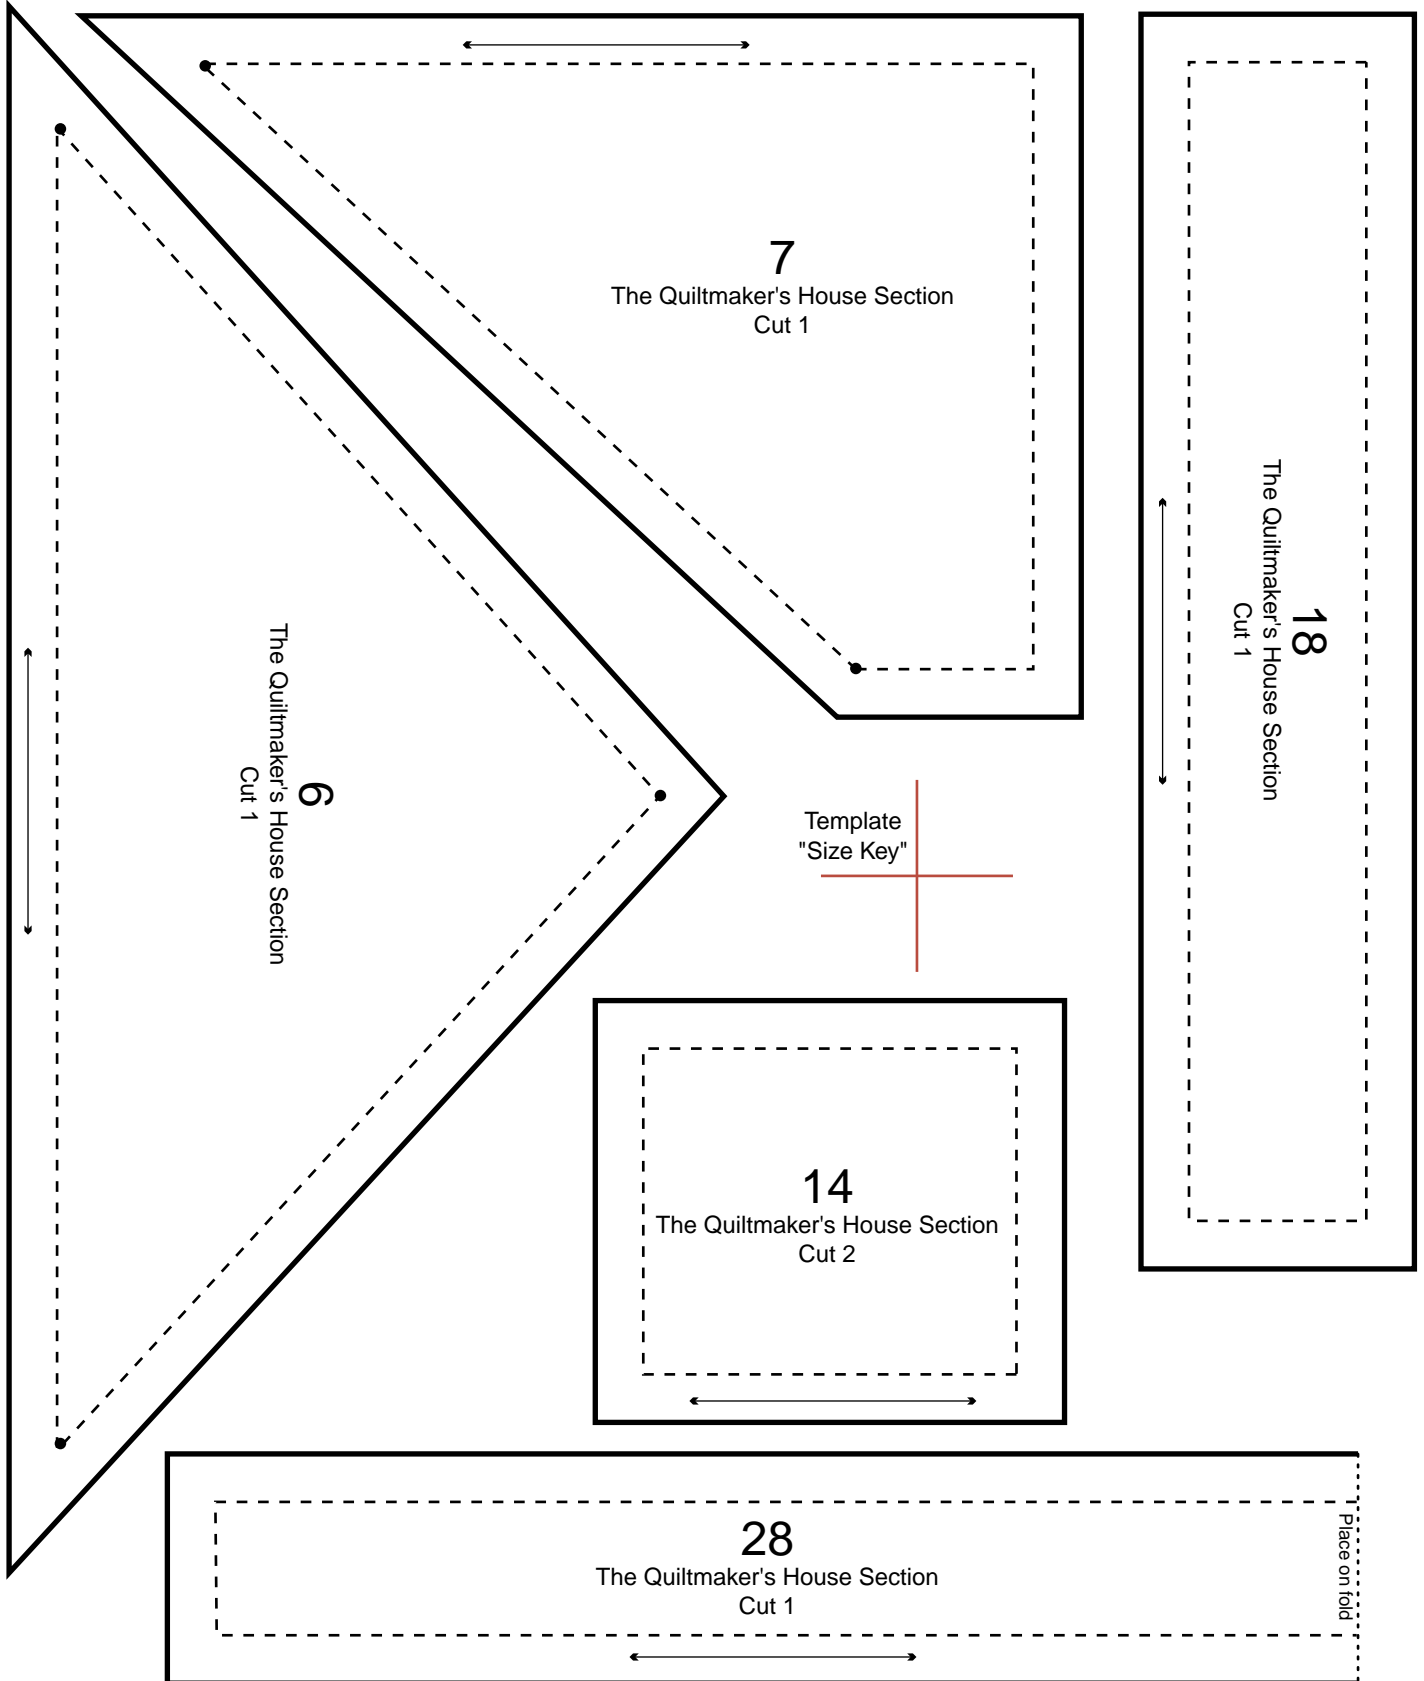 7
The Quiltmaker's House Section
Cut 1
18
The Quiltmaker's House Section
Cut 1
6
The Quiltmaker's House Section
Cut 1
Template
"Size Key"
14
The Quiltmaker's House Section
Cut 2
28
The Quiltmaker's House Section
Cut 1
Place on fold